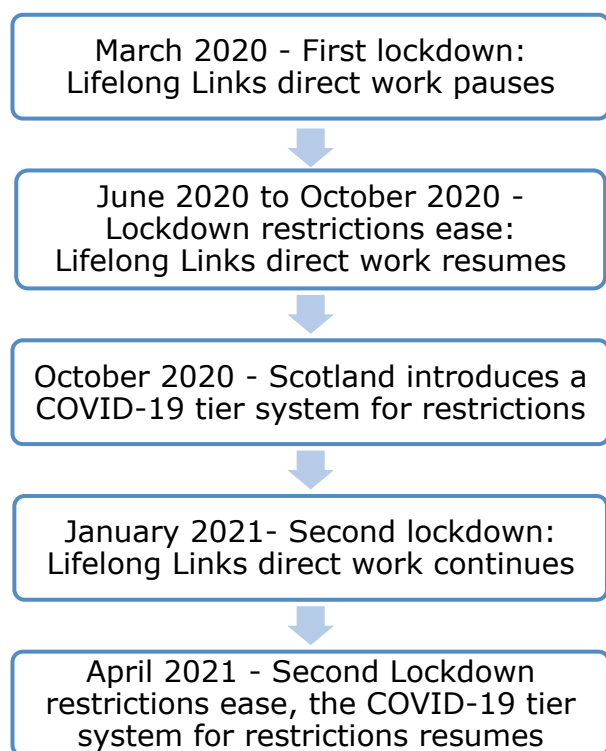 March 2020 - First lockdown:
Lifelong Links direct work pauses
June 2020 to October 2020 -
Lockdown restrictions ease:
Lifelong Links direct work resumes
October 2020 - Scotland introduces a
COVID-19 tier system for restrictions
January 2021- Second lockdown:
Lifelong Links direct work continues
April 2021 - Second Lockdown
restrictions ease, the COVID-19 tier
system for restrictions resumes